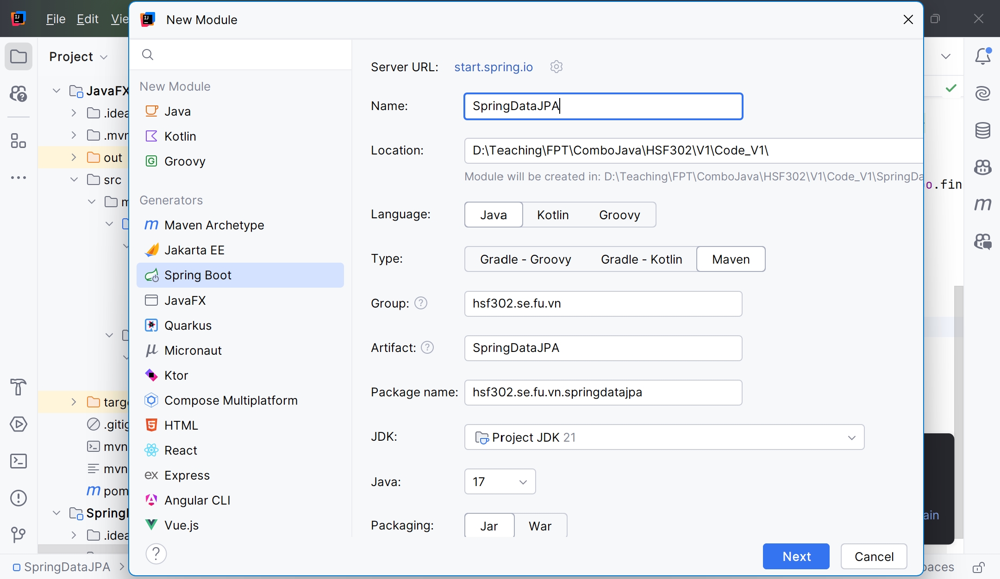 File Edit Vie
New Module
Project
JavaFX
.idea
.mvn
out
src
m
targe
.gitig
mvn
mvn
pom
SpringI
.idea
New Module
Java
Kotlin
Groovy
Generators
Maven Archetype
Jakarta EE
Spring Boot
JavaFX
Quarkus
Micronaut
Ktor
Compose Multiplatform
HTML
React
ex Express
Angular CLI
Vue.js
Server URL: start.spring.io
Name: SpringDataJPA
Location: D:\Teaching\FPT\ComboJava\HSF302\V1\Code_V1\
Module will be created in: D:\Teaching\FPT\ComboJava\HSF302\V1\Code_V1\SpringDa
Language: Java Kotlin Groovy
Type: Gradle - Groovy Gradle - Kotlin Maven
Group: hsf302.se.fu.vn
Artifact: SpringDataJPA
Package name: hsf302.se.fu.vn.springdatajpa
JDK: Project JDK 21
Java: 17
Packaging: Jar War
Next Cancel
o.fin
ain
SpringDataJPA
paces